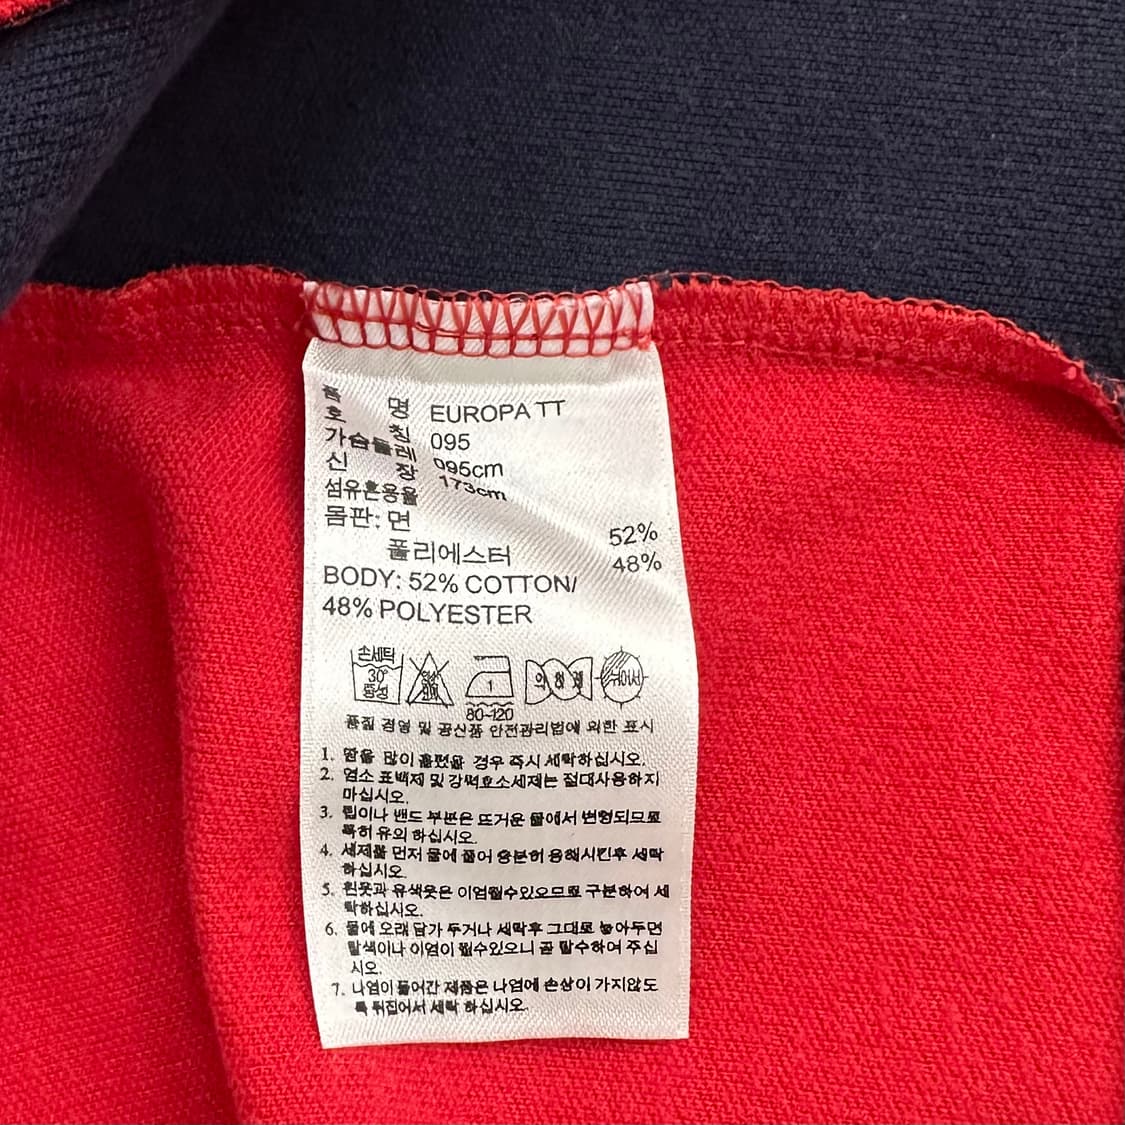 품 명 EUROPA TT
호 칭 095
가슴둘레 095cm
신 장 173cm
섬유혼용율
몸판: 면 52%
폴리에스터 48%
BODY: 52% COTTON/
48% POLYESTER
손세탁
30°
중성
염소
표백
1
80~120
약 하 게
뉘어서
품질 경영 및 공산품 안전관리법에 의한 표시
1. 땀을 많이 흘렸을 경우 즉시 세탁하십시오.
2. 염소 표백제 및 강력효소세제는 절대사용하지
마십시오.
3. 립이나 밴드 부분은 뜨거운 물에서 변형되므로
특히 유의 하십시오.
4. 세제를 먼저 물에 풀어 충분히 용해시킨후 세탁
하십시오.
5. 흰옷과 유색옷은 이염될수있으므로 구분하여 세
탁하십시오.
6. 물에 오래 담가 두거나 세탁후 그대로 놓아두면
탈색이나 이염이 될수있으니 곧 탈수하여 주십
시오.
7. 나염이 들어간 제품은 나염에 손상이 가지않도
록 뒤집어서 세탁 하십시오.